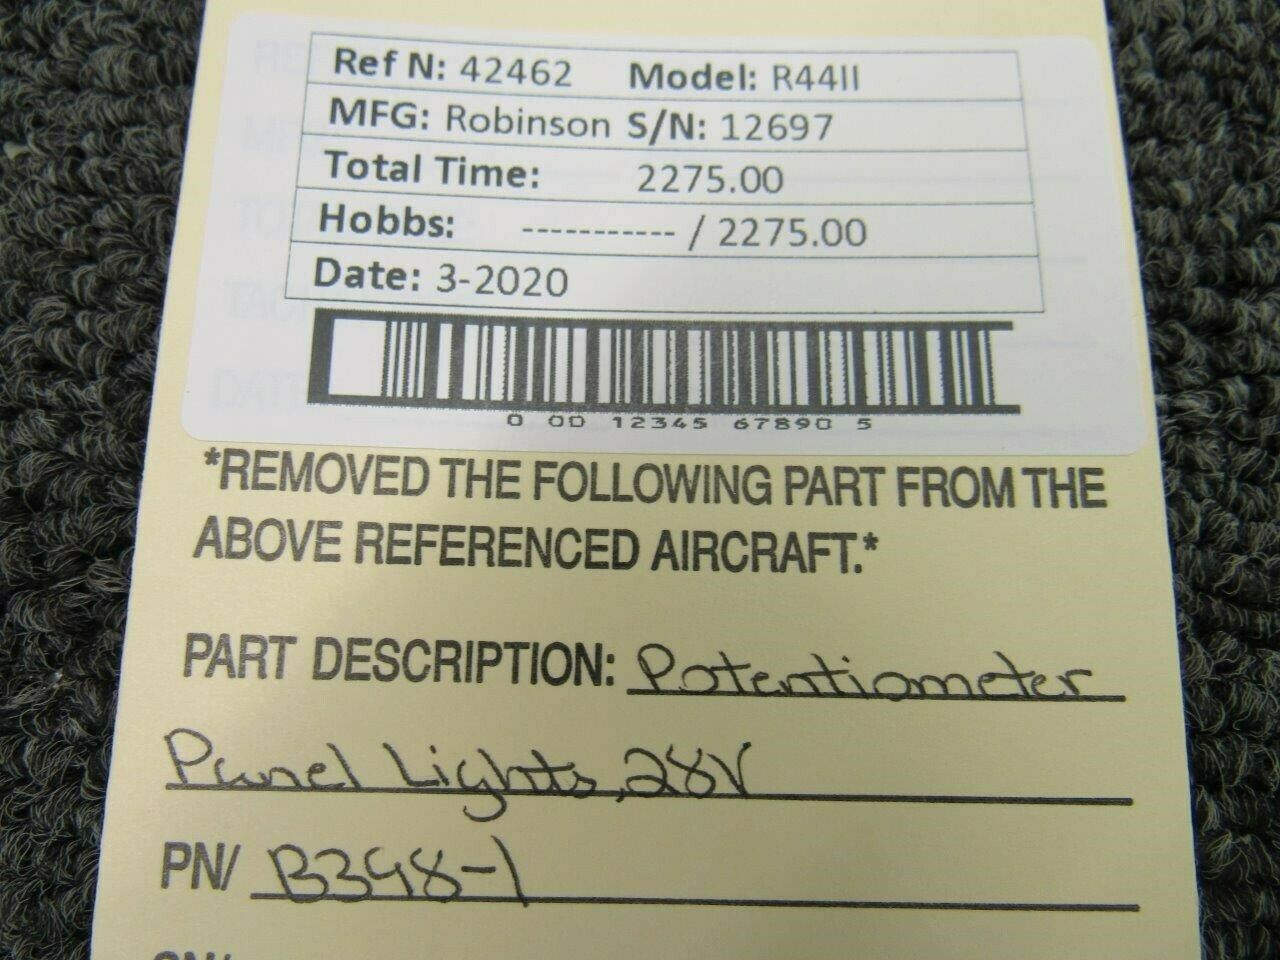 Ref N: 42462 Model: R44II
MFG: Robinson S/N: 12697
Total Time: 2275.00
Hobbs: ----------- / 2275.00
Date: 3-2020
0 00 12345 67890 5
*REMOVED THE FOLLOWING PART FROM THE
ABOVE REFERENCED AIRCRAFT.*
PART DESCRIPTION: Potentiometer
Panel Lights, 28V
PN/ B348-1